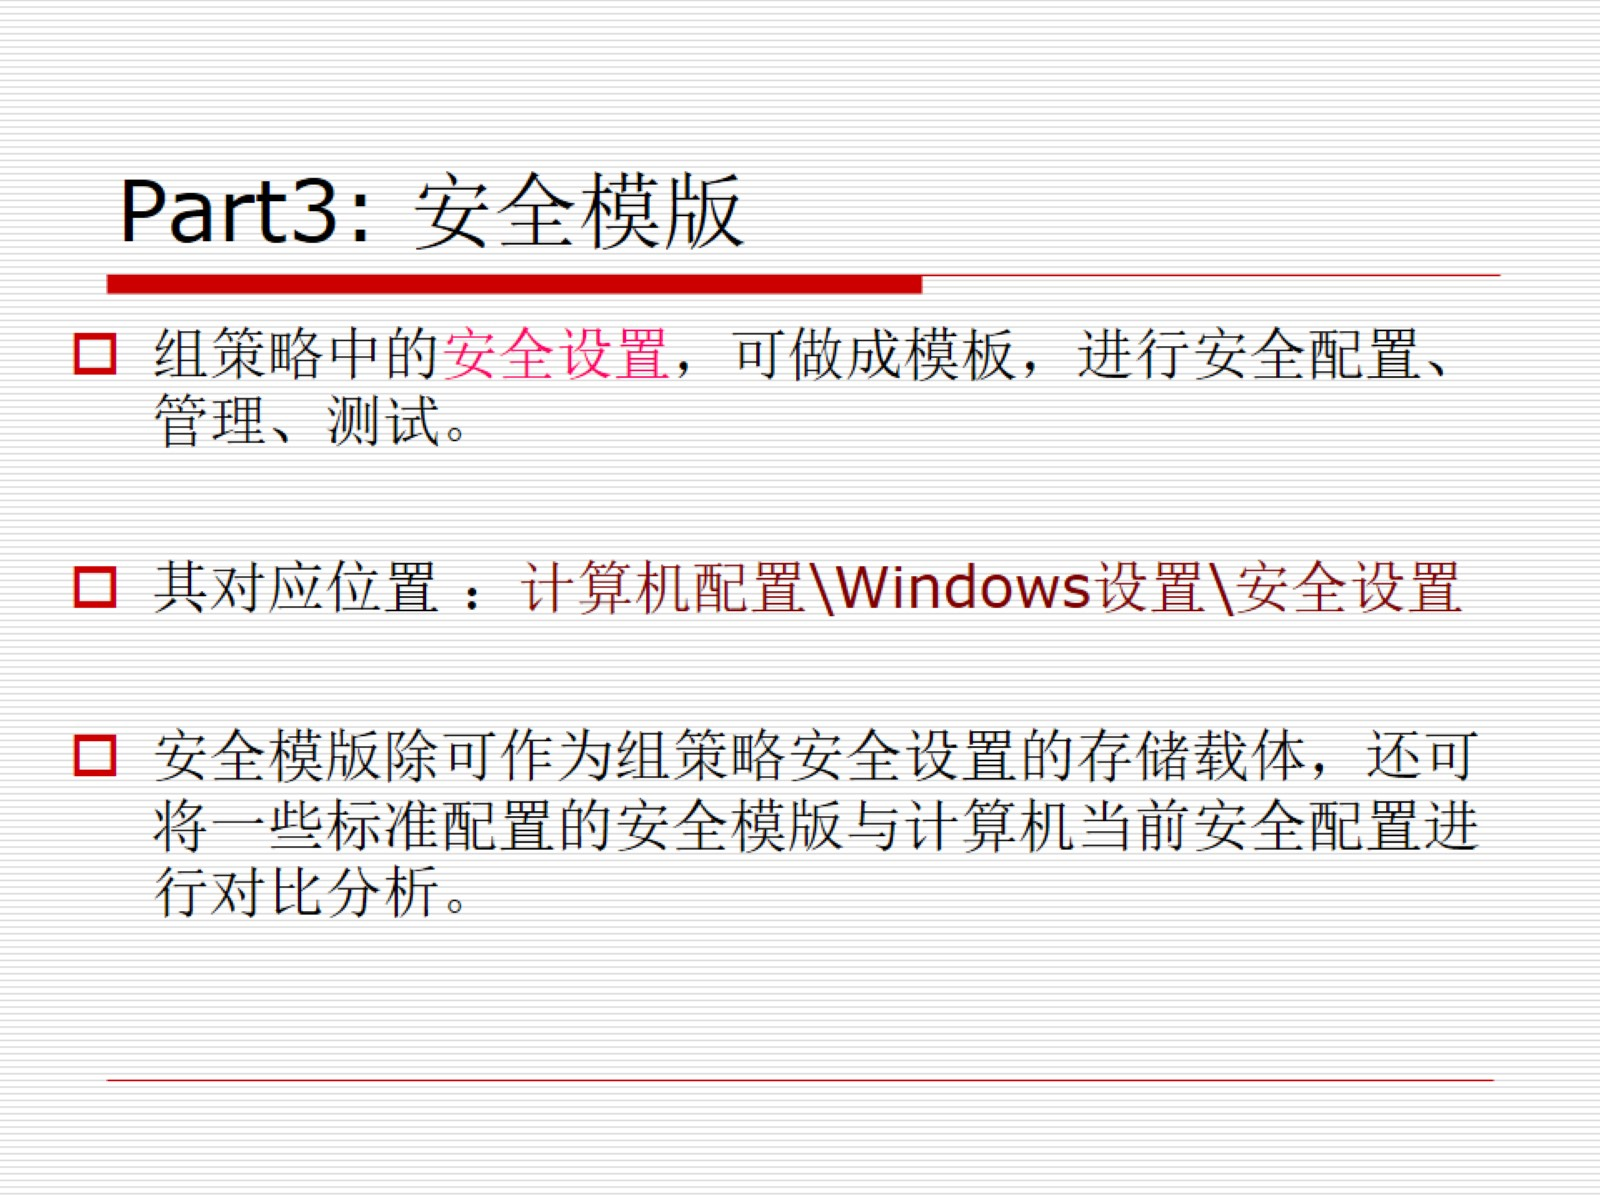 Part3: 安全模版
组策略中的安全设置，可做成模板，进行安全配置、
管理、测试。
其对应位置 ：计算机配置\Windows设置\安全设置
安全模版除可作为组策略安全设置的存储载体，还可
将一些标准配置的安全模版与计算机当前安全配置进
行对比分析。